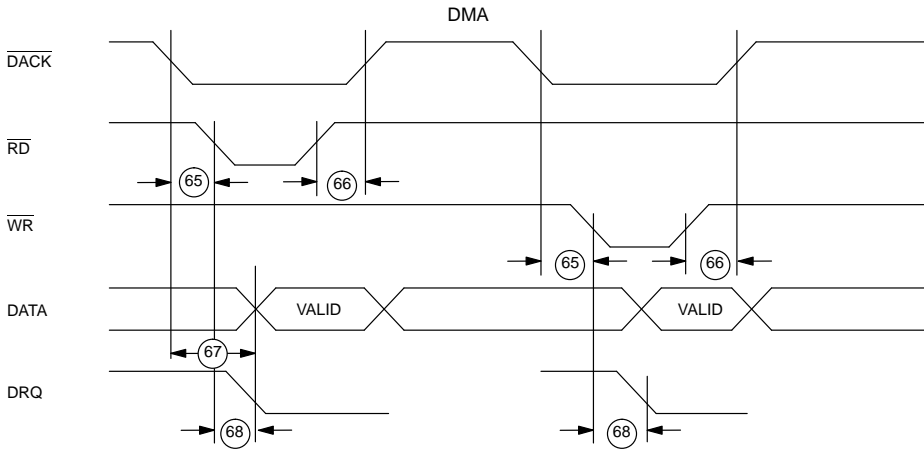 DMA
DACK
RD
65
66
WR
65
66
DATA
VALID
VALID
67
DRQ
68
68